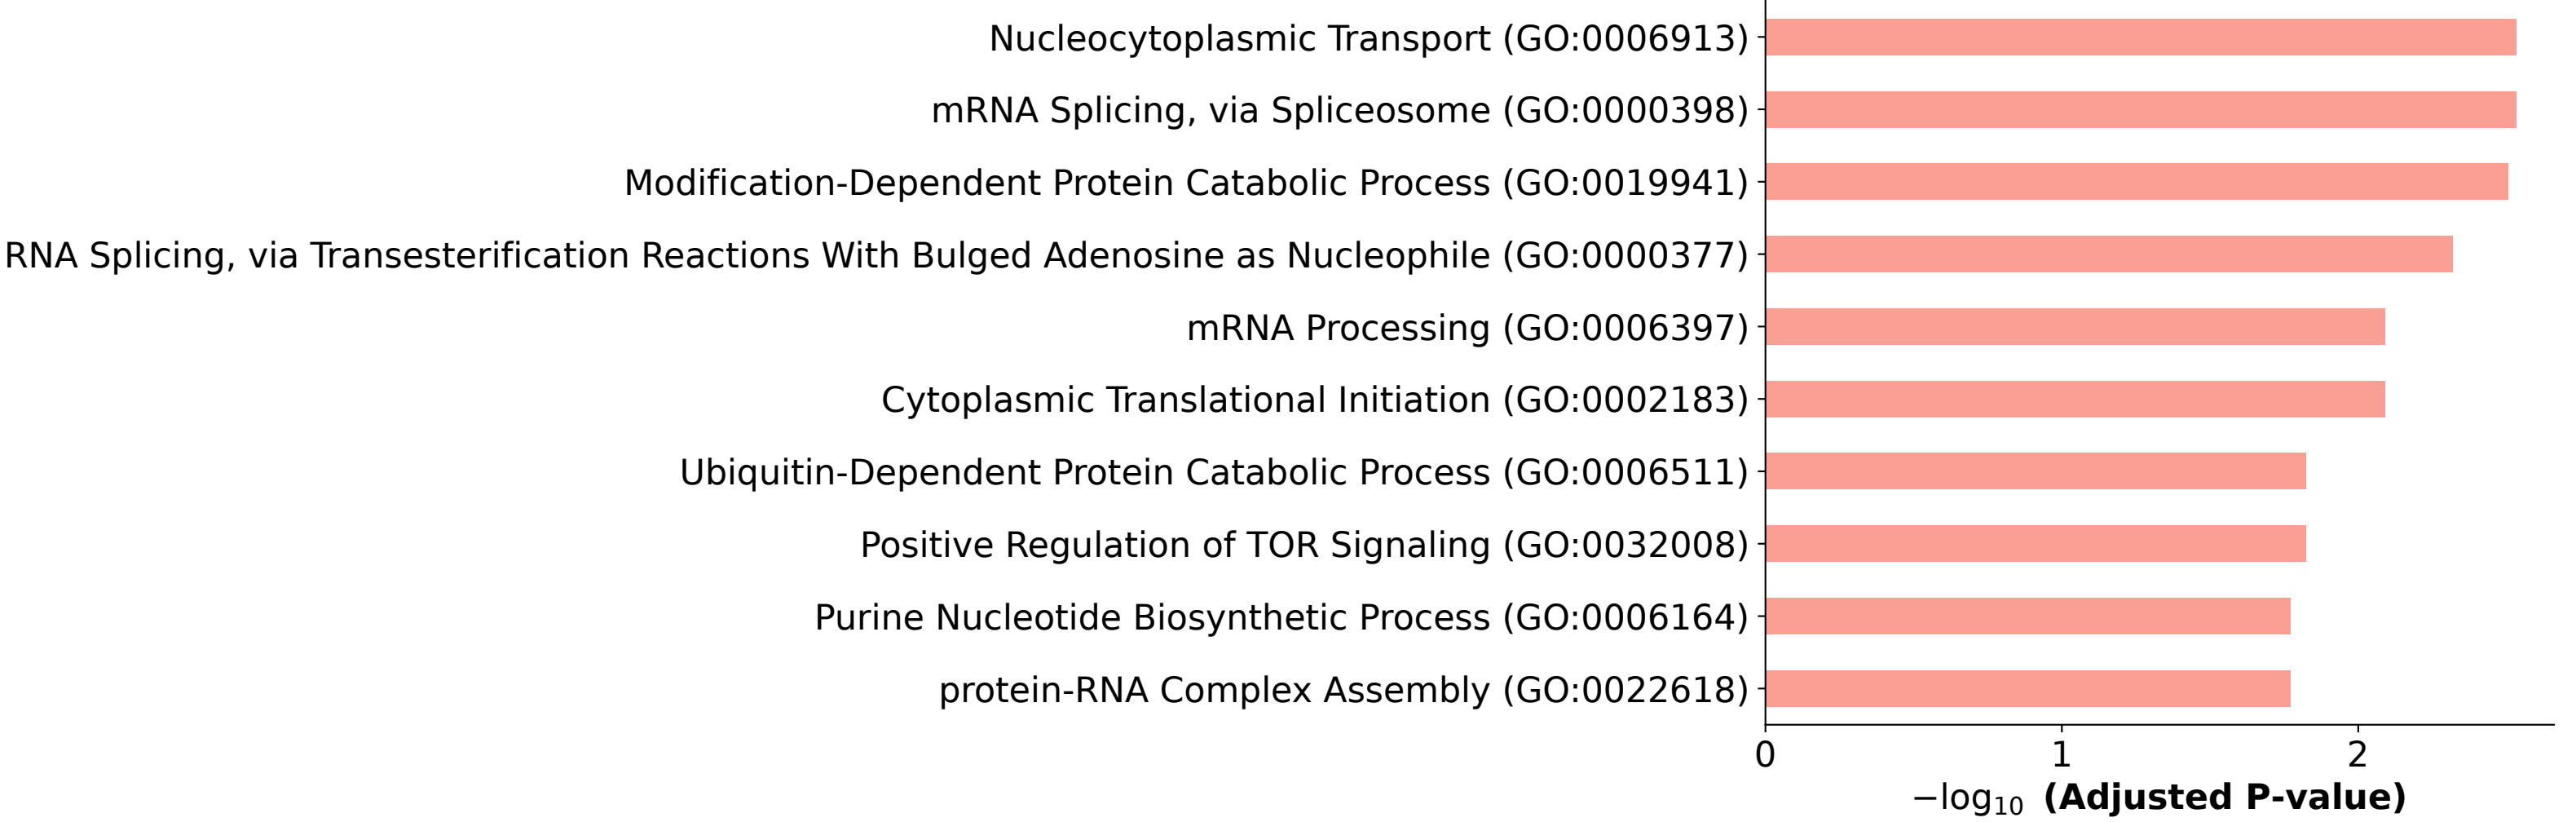 Nucleocytoplasmic Transport (GO:0006913)
mRNA Splicing, via Spliceosome (GO:0000398)
Modification-Dependent Protein Catabolic Process (GO:0019941)
RNA Splicing, via Transesterification Reactions With Bulged Adenosine as Nucleophile (GO:0000377)
mRNA Processing (GO:0006397)
Cytoplasmic Translational Initiation (GO:0002183)
Ubiquitin-Dependent Protein Catabolic Process (GO:0006511)
Positive Regulation of TOR Signaling (GO:0032008)
Purine Nucleotide Biosynthetic Process (GO:0006164)
protein-RNA Complex Assembly (GO:0022618)
0 1 2
−log₁₀ (Adjusted P-value)